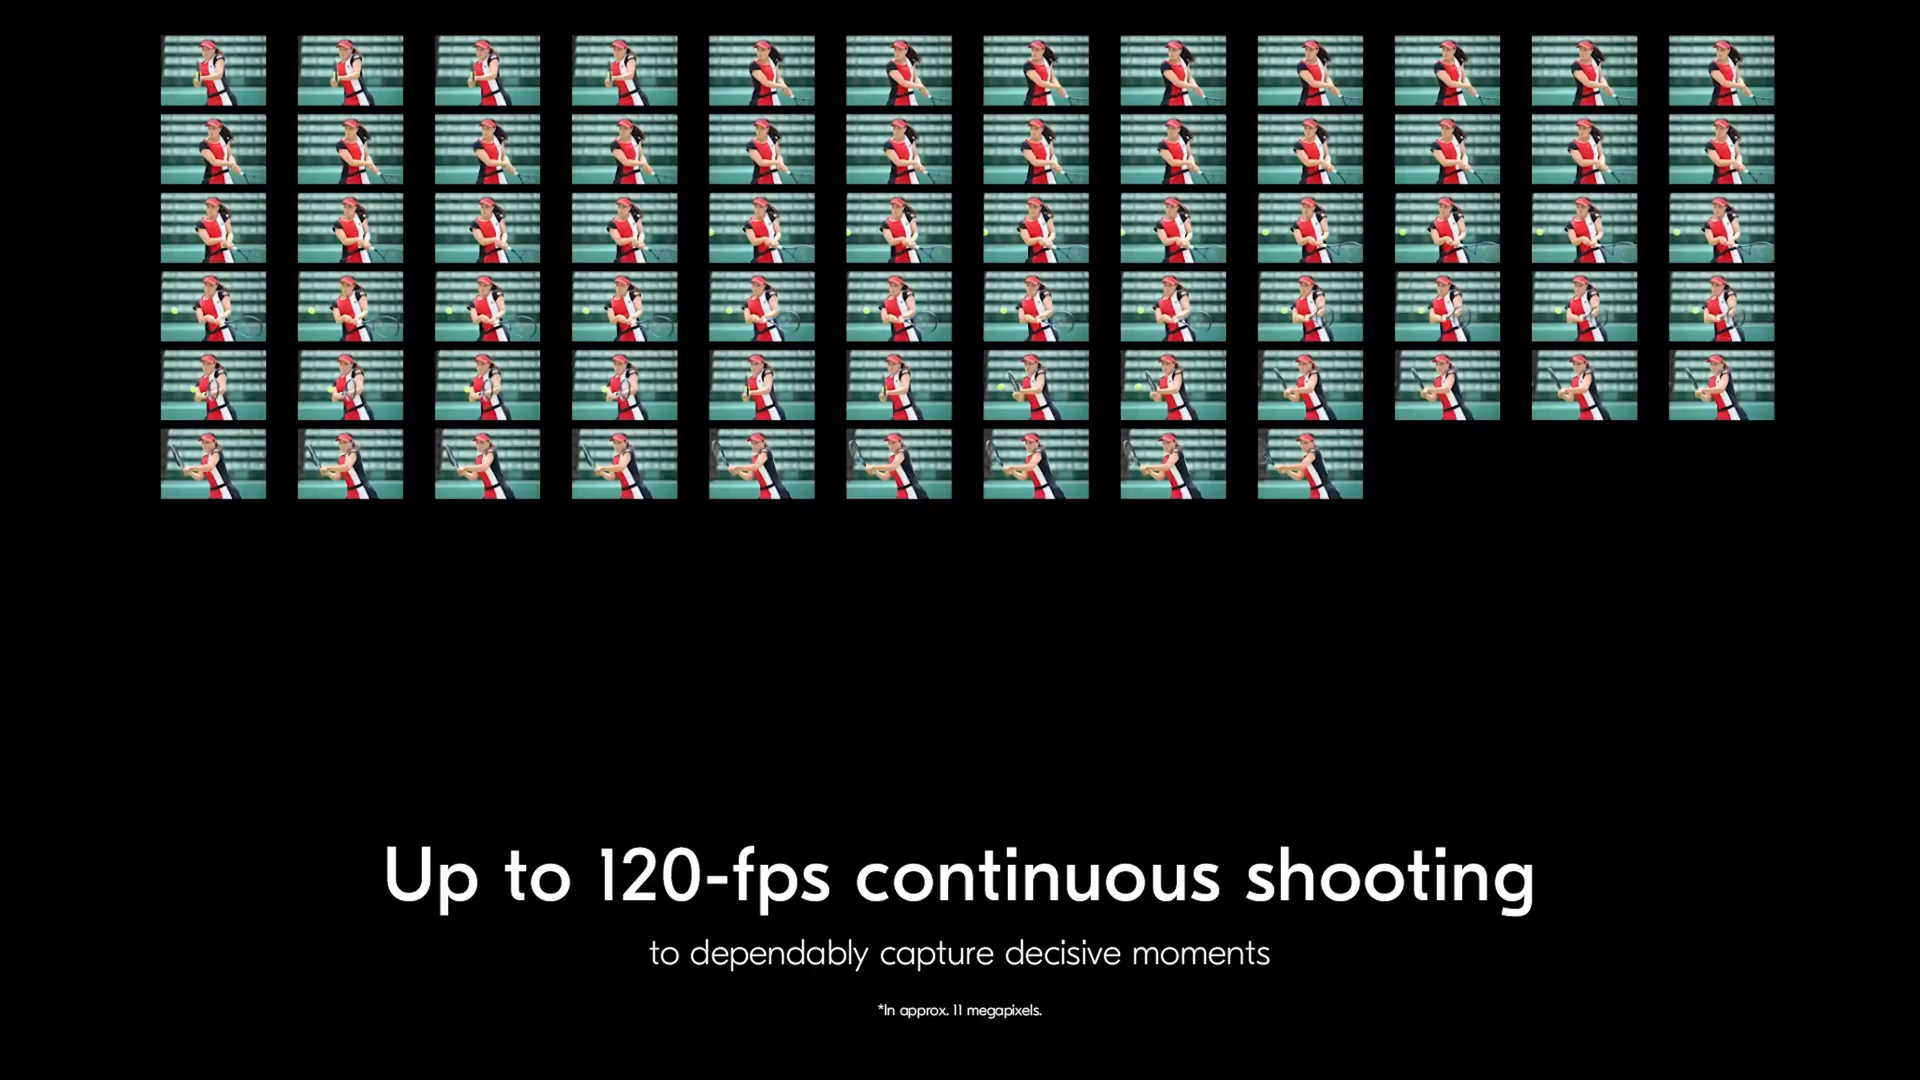 Up to 120-fps continuous shooting
to dependably capture decisive moments
*In approx. 11 megapixels.